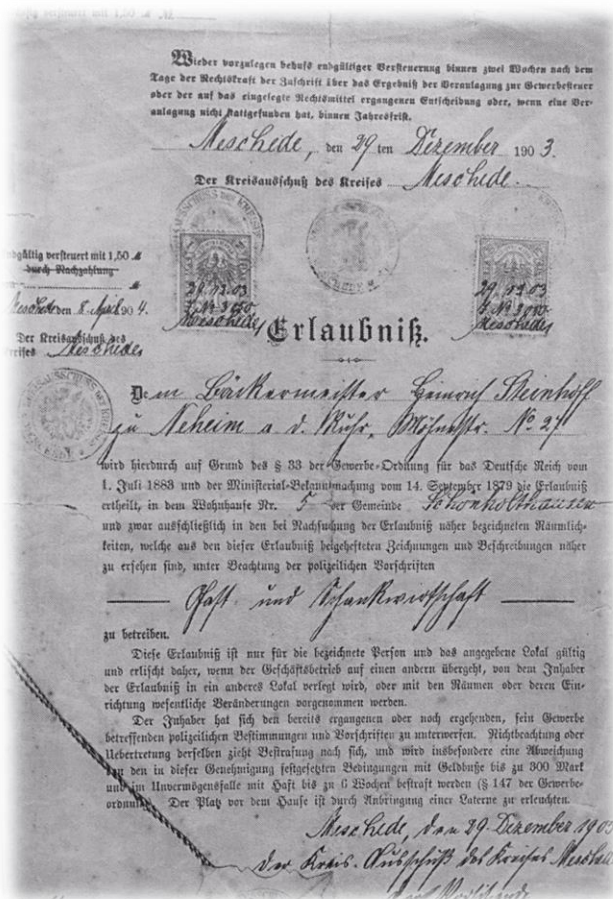 Wieder vorzulegen behufs endgültiger Versteuerung binnen zwei Wochen nach dem
Tage der Rechtskraft der Zuschrift über das Ergebniß der Veranlagung zur Gewerbesteuer
oder der auf das eingelegte Rechtsmittel ergangenen Entscheidung oder, wenn eine Ver-
anlagung nicht stattgefunden hat, binnen Jahresfrist.
Meschede, den 29 ten Dezember 1903.
Der Kreisausschuß des Kreises Meschede.
endgültig versteuert mit 1,50 M
durch Nachzahlung
Meschede den 8. April 1904.
Der Kreisausschuß des
Kreises Meschede
29.12.03
Meschede
29.12.03
Meschede
Erlaubniß.
Dem Bäckermeister Heinrich Steinhoff
zu Neheim a. d. Ruhr, Möhnestr. No 27
wird hierdurch auf Grund des § 33 der Gewerbe-Ordnung für das Deutsche Reich vom
1. Juli 1883 und der Ministerial-Bekanntmachung vom 14. September 1879 die Erlaubniß
ertheilt, in dem Wohnhause Nr. 5 der Gemeinde Schönholthausen
und zwar ausschließlich in den bei Nachsuchung der Erlaubniß näher bezeichneten Räumlich-
keiten, welche aus den dieser Erlaubniß beigehefteten Zeichnungen und Beschreibungen näher
zu ersehen sind, unter Beachtung der polizeilichen Vorschriften
Gast- und Schankwirtschaft
zu betreiben.
Diese Erlaubniß ist nur für die bezeichnete Person und das angegebene Lokal gültig
und erlischt daher, wenn der Geschäftsbetrieb auf einen andern übergeht, von dem Inhaber
der Erlaubniß in ein anderes Lokal verlegt wird, oder mit den Räumen oder deren Ein-
richtung wesentliche Veränderungen vorgenommen werden.
Der Inhaber hat sich den bereits ergangenen oder noch ergehenden, sein Gewerbe
betreffenden polizeilichen Bestimmungen und Vorschriften zu unterwerfen. Nichtbeachtung oder
Uebertretung derselben zieht Bestrafung nach sich, und wird insbesondere eine Abweichung
von den in dieser Genehmigung festgesetzten Bedingungen mit Geldbuße bis zu 300 Mark
und im Unvermögensfalle mit Haft bis zu 6 Wochen bestraft werden (§ 147 der Gewerbe-
ordnung). Der Platz vor dem Hause ist durch Anbringung einer Laterne zu erleuchten.
Meschede, den 29. Dezember 1903
Der Kreis-Ausschuß des Kreises Meschede
Der Vorsitzende